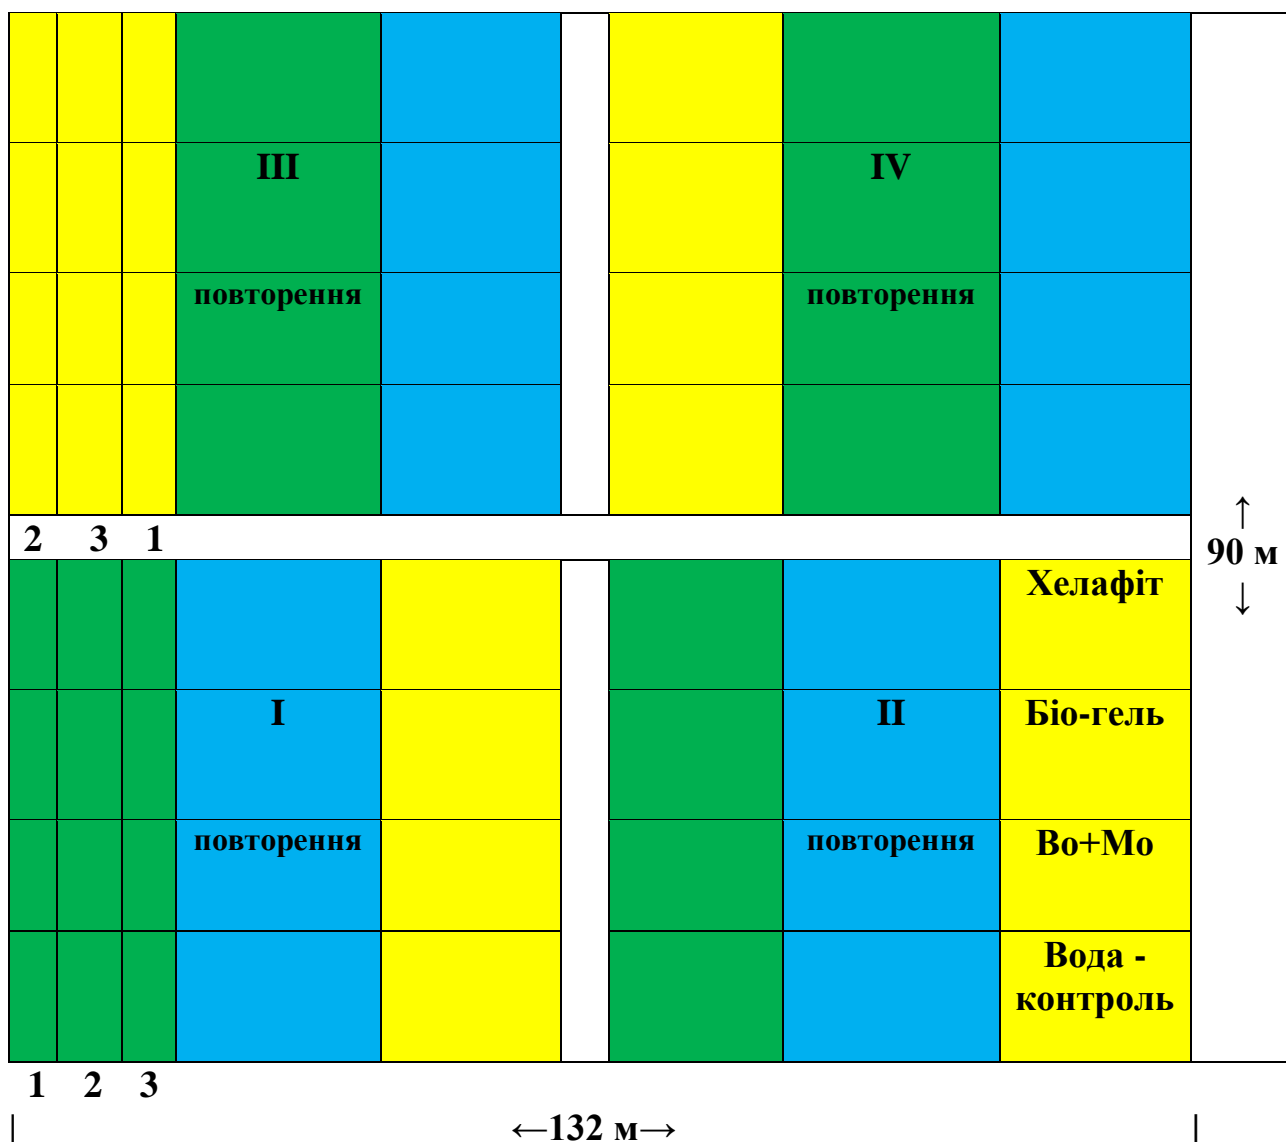 III
IV
повторення
повторення
2 3 1
↑
90 м
↓
Хелафіт
I
II
Біо-гель
повторення
повторення
Во+Мо
Вода -
контроль
1 2 3
←132 м→